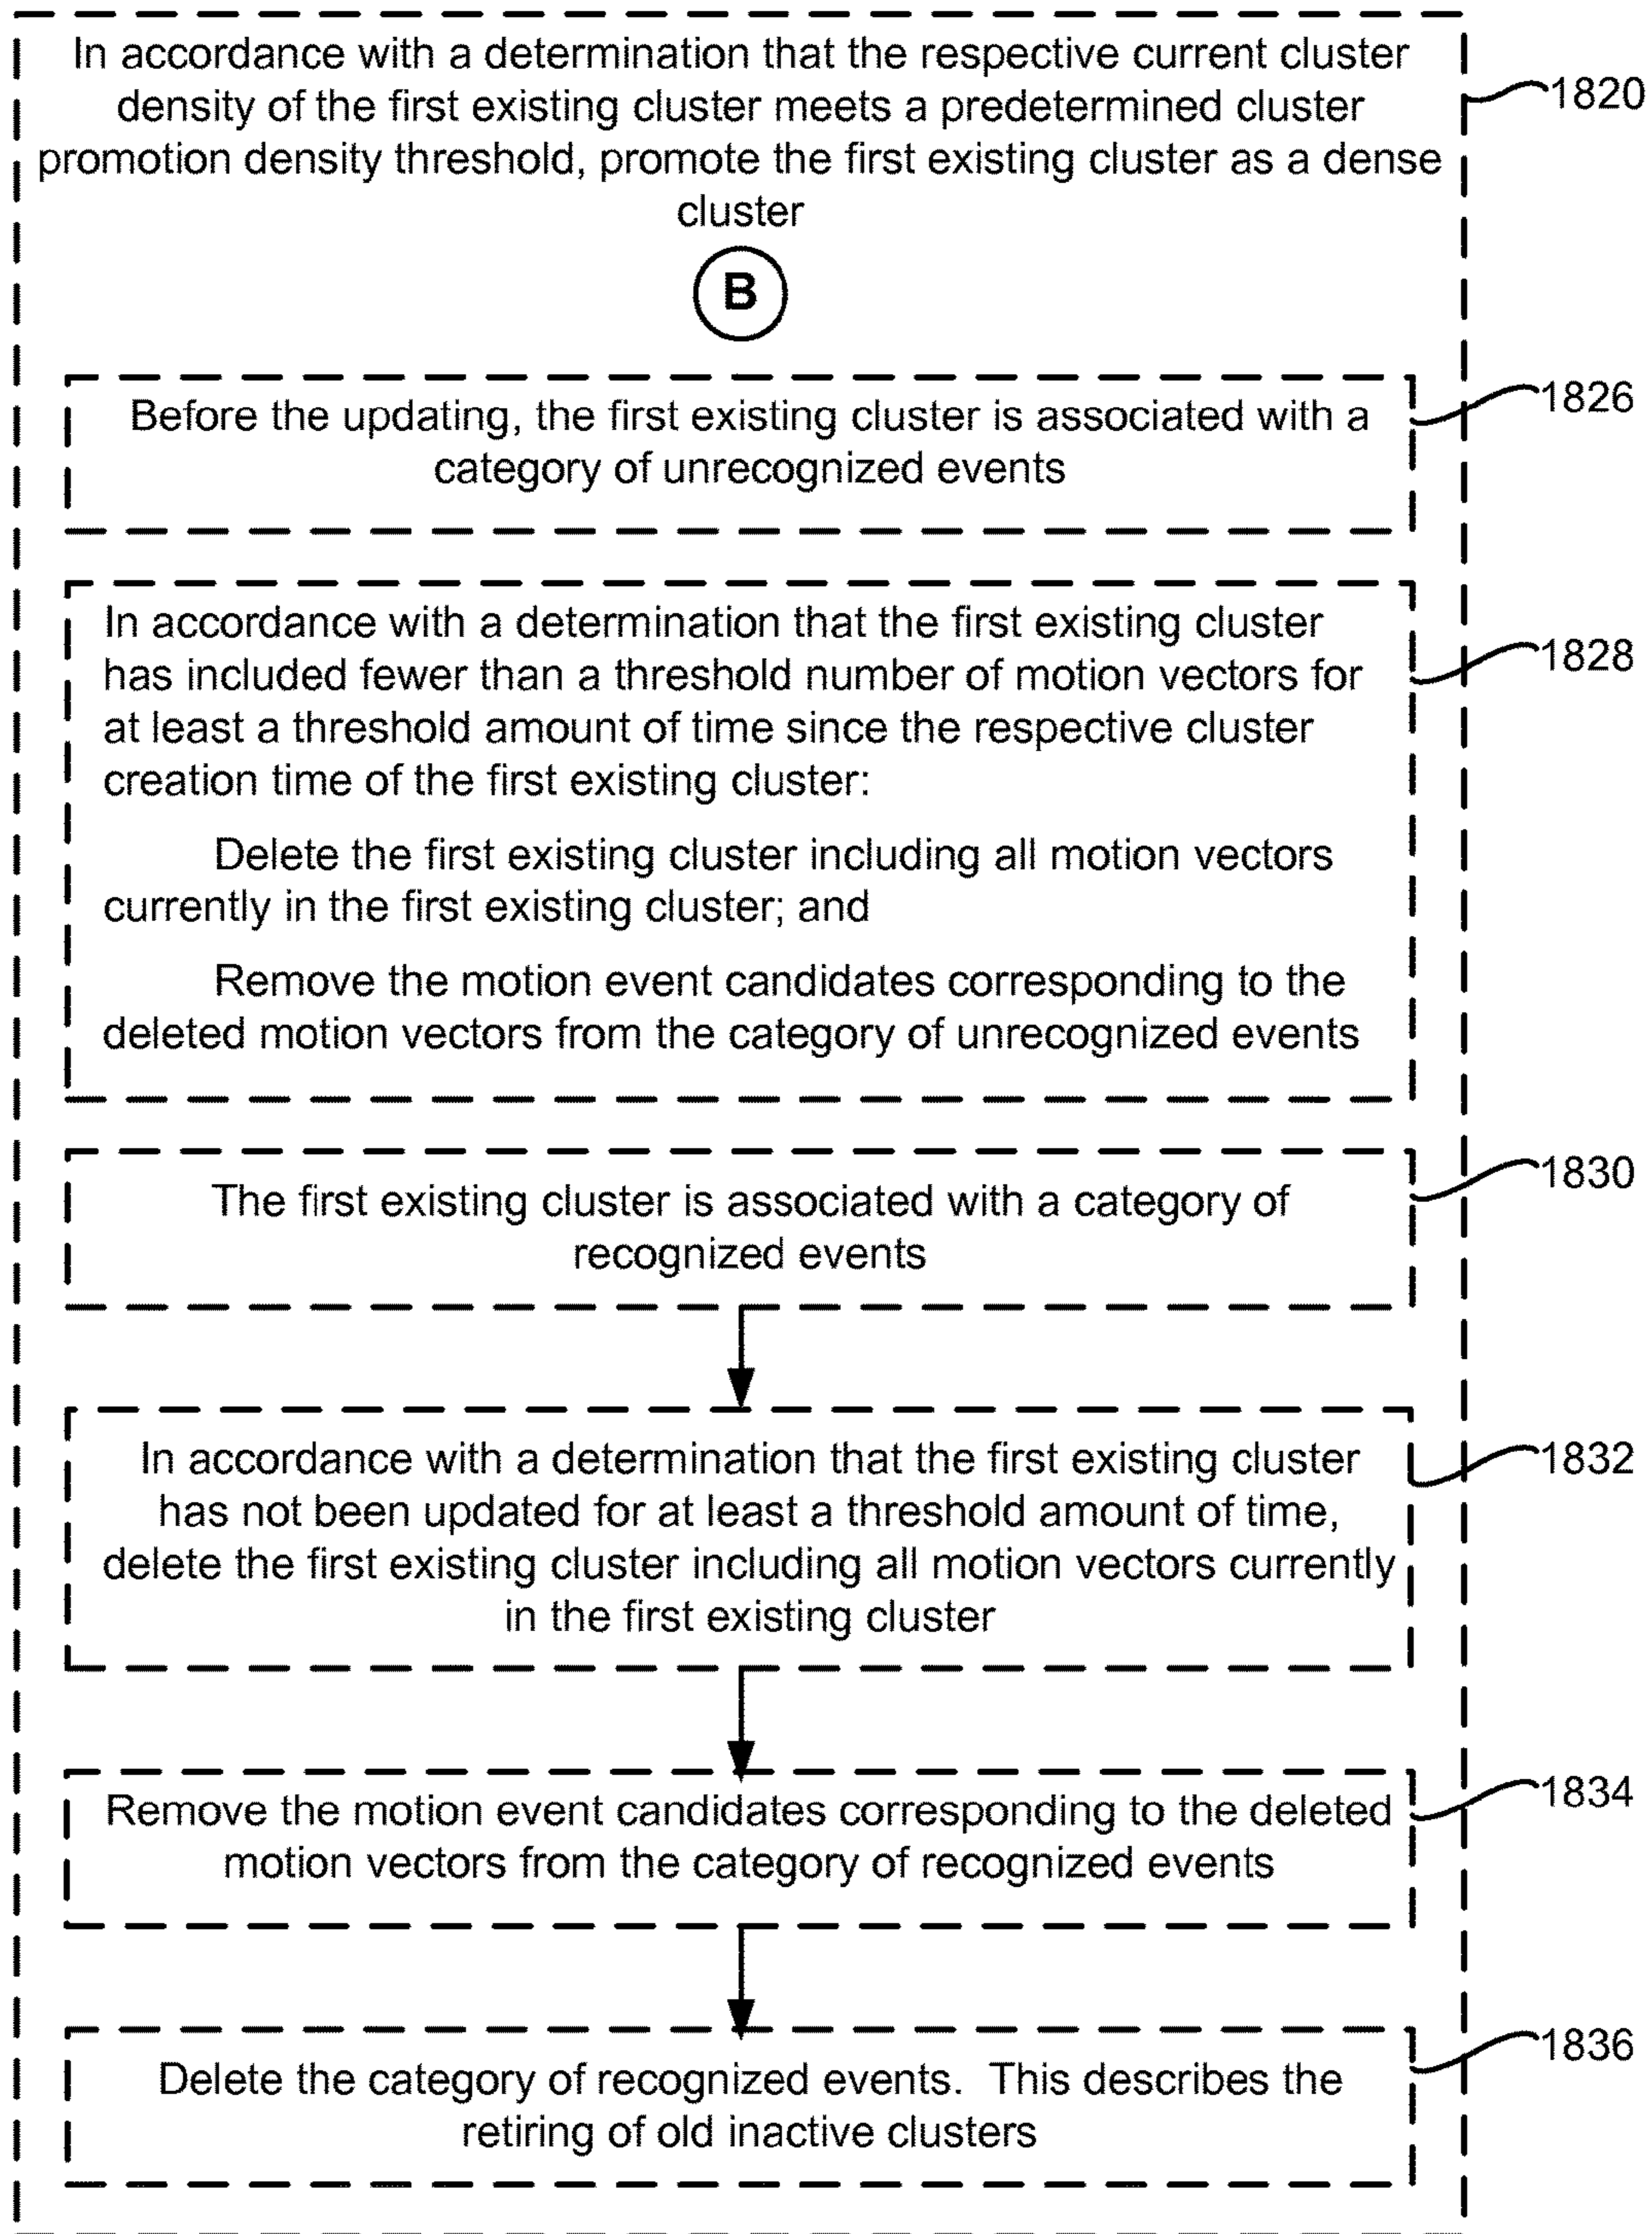 In accordance with a determination that the respective current cluster
density of the first existing cluster meets a predetermined cluster
promotion density threshold, promote the first existing cluster as a dense
cluster
1820
B
Before the updating, the first existing cluster is associated with a
category of unrecognized events
1826
In accordance with a determination that the first existing cluster
has included fewer than a threshold number of motion vectors for
at least a threshold amount of time since the respective cluster
creation time of the first existing cluster:
Delete the first existing cluster including all motion vectors
currently in the first existing cluster; and
Remove the motion event candidates corresponding to the
deleted motion vectors from the category of unrecognized events
1828
The first existing cluster is associated with a category of
recognized events
1830
In accordance with a determination that the first existing cluster
has not been updated for at least a threshold amount of time,
delete the first existing cluster including all motion vectors currently
in the first existing cluster
1832
Remove the motion event candidates corresponding to the deleted
motion vectors from the category of recognized events
1834
Delete the category of recognized events.  This describes the
retiring of old inactive clusters
1836